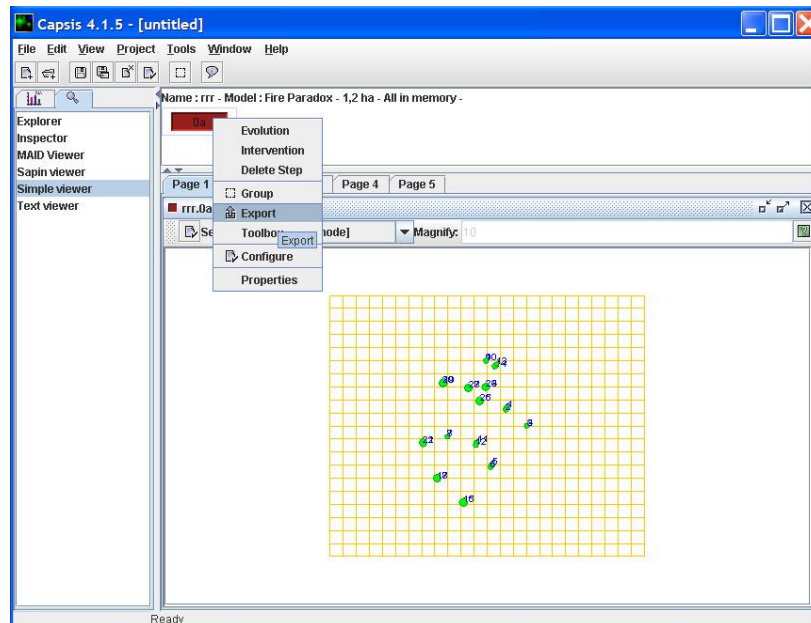 Capsis 4.1.5 - [untitled]
File Edit View Project Tools Window Help
Name : rrr - Model : Fire Paradox - 1,2 ha - All in memory -
0a
Explorer
Inspector
MAID Viewer
Sapin viewer
Simple viewer
Text viewer
Evolution
Intervention
Delete Step
Group
Export
Toolbox
Export
Configure
Properties
Page 1 Page 4 Page 5
rrr.0a
node] Magnify: 10
Ready